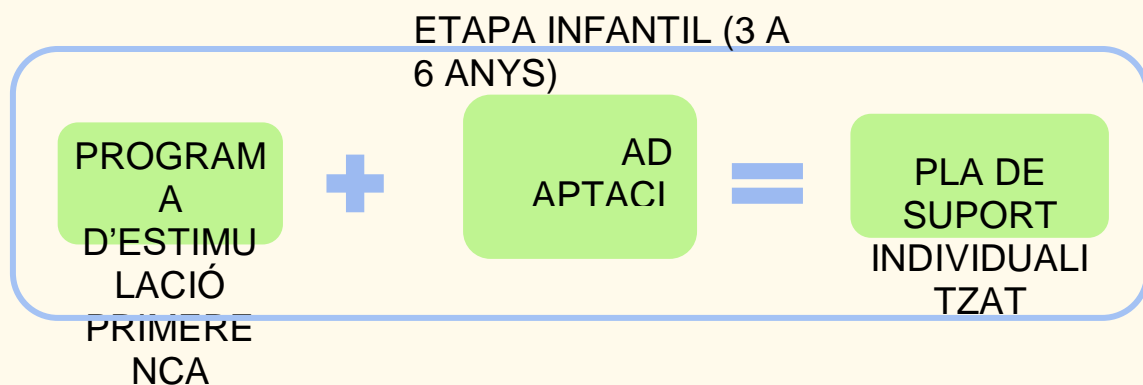 ETAPA INFANTIL (3 A
6 ANYS)
PROGRAM
A
D’ESTIMU
LACIÓ
PRIMERE
NCA
AD
APTACI
PLA DE
SUPORT
INDIVIDUALI
TZAT